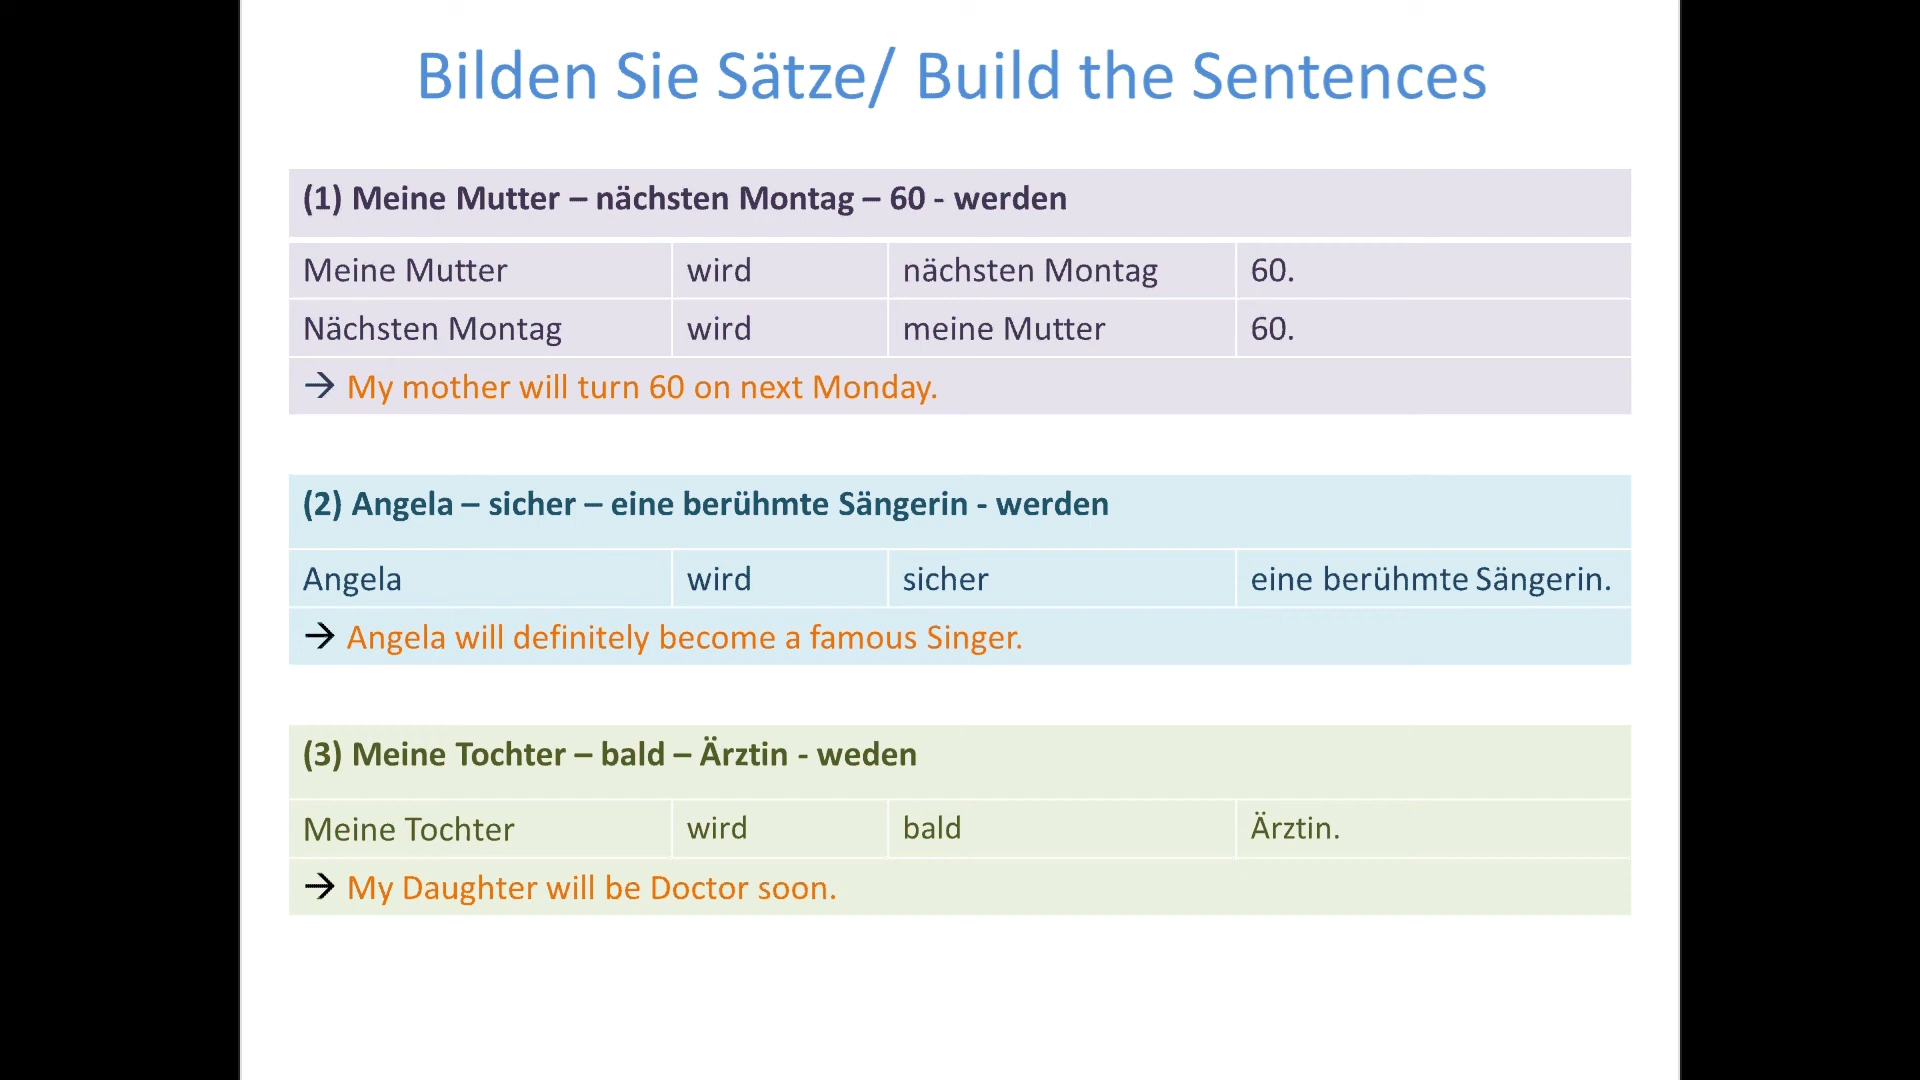 Bilden Sie Sätze/ Build the Sentences
(1) Meine Mutter – nächsten Montag – 60 - werden
Meine Mutter wird nächsten Montag 60.
Nächsten Montag wird meine Mutter 60.
→ My mother will turn 60 on next Monday.
(2) Angela – sicher – eine berühmte Sängerin - werden
Angela wird sicher eine berühmte Sängerin.
→ Angela will definitely become a famous Singer.
(3) Meine Tochter – bald – Ärztin - weden
Meine Tochter wird bald Ärztin.
→ My Daughter will be Doctor soon.